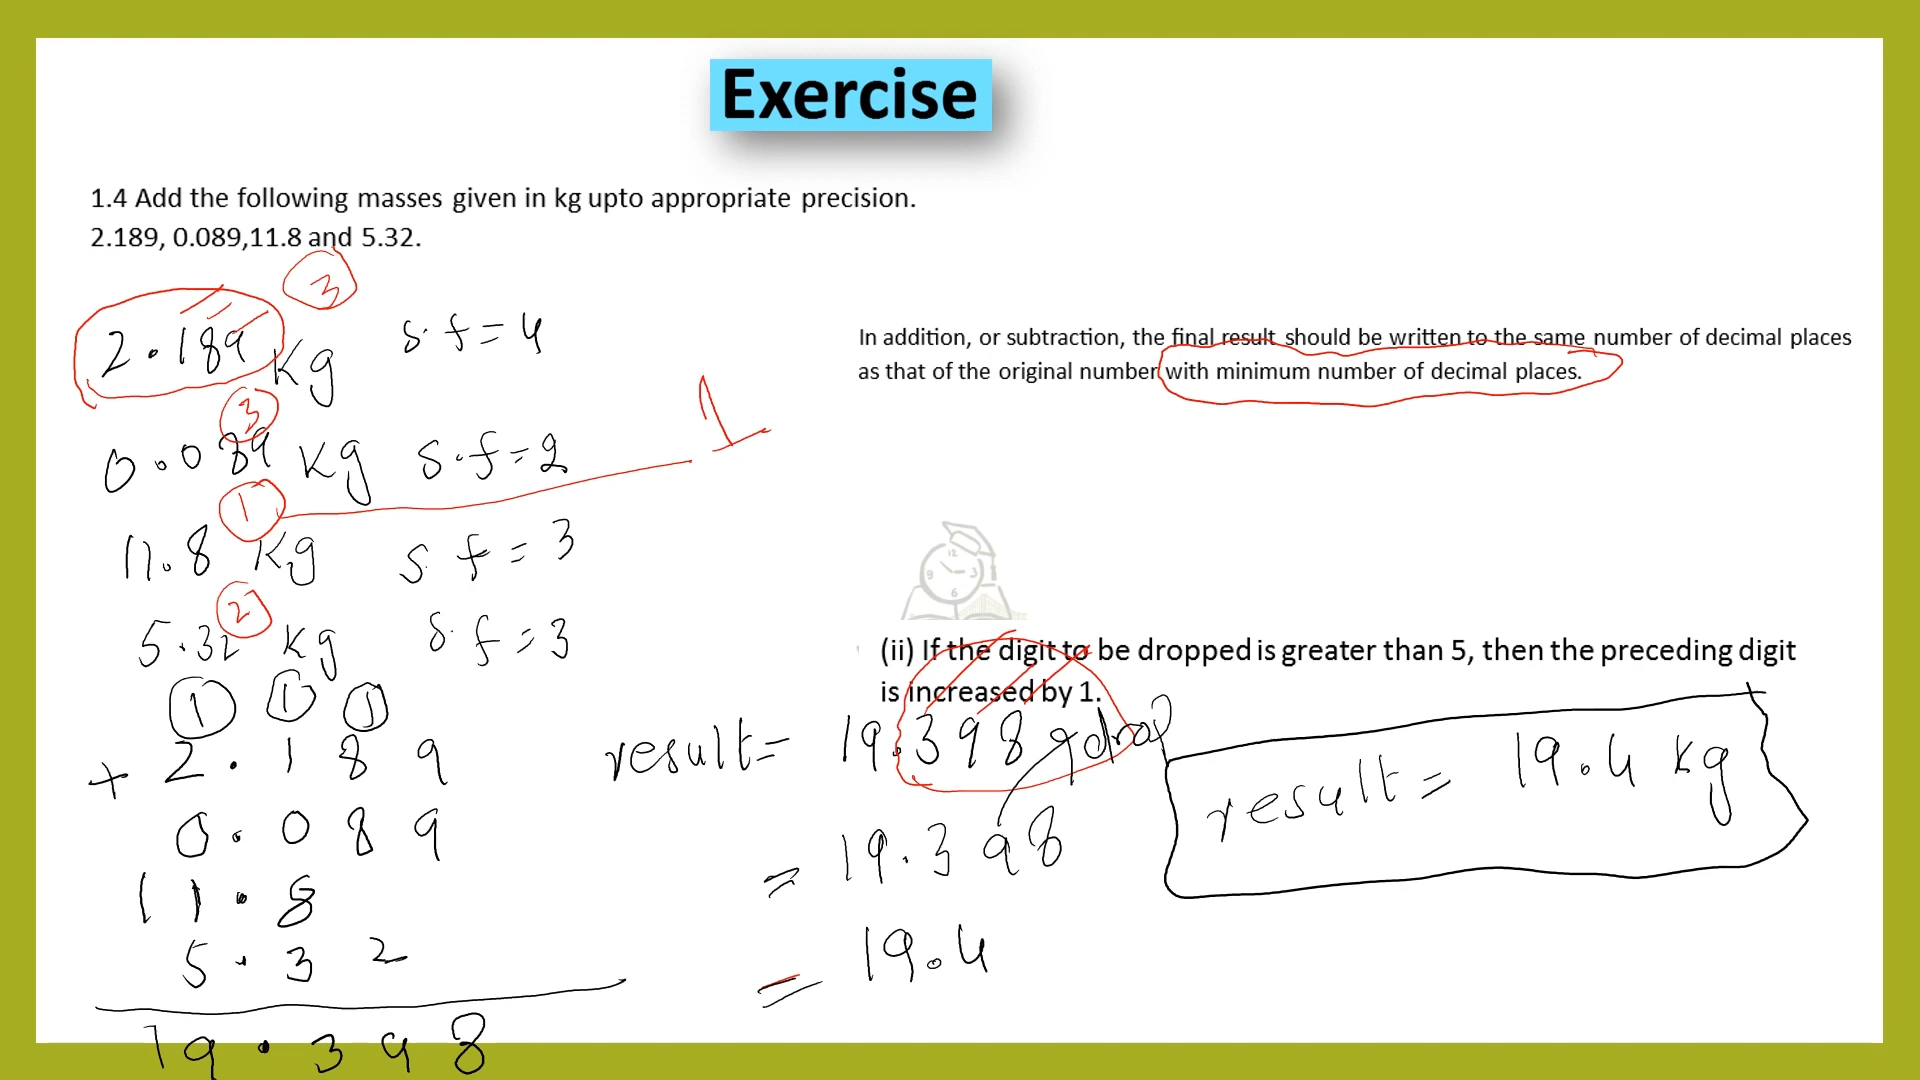 Exercise
1.4 Add the following masses given in kg upto appropriate precision.
2.189, 0.089,11.8 and 5.32.
3
2.189 Kg s.f = 4
3
0.089 Kg s.f = 2
1
1
11.8 Kg s f = 3
2
5.32 Kg s. f = 3
1 1 1
+ 2.189
0.089
11.8
5.32
19.398
In addition, or subtraction, the final result should be written to the same number of decimal places
as that of the original number with minimum number of decimal places.
12
9 3
6
(ii) If the digit to be dropped is greater than 5, then the preceding digit
is increased by 1.
result = 19.398 drop
= 19.398
= 19.4
result = 19.4 kg